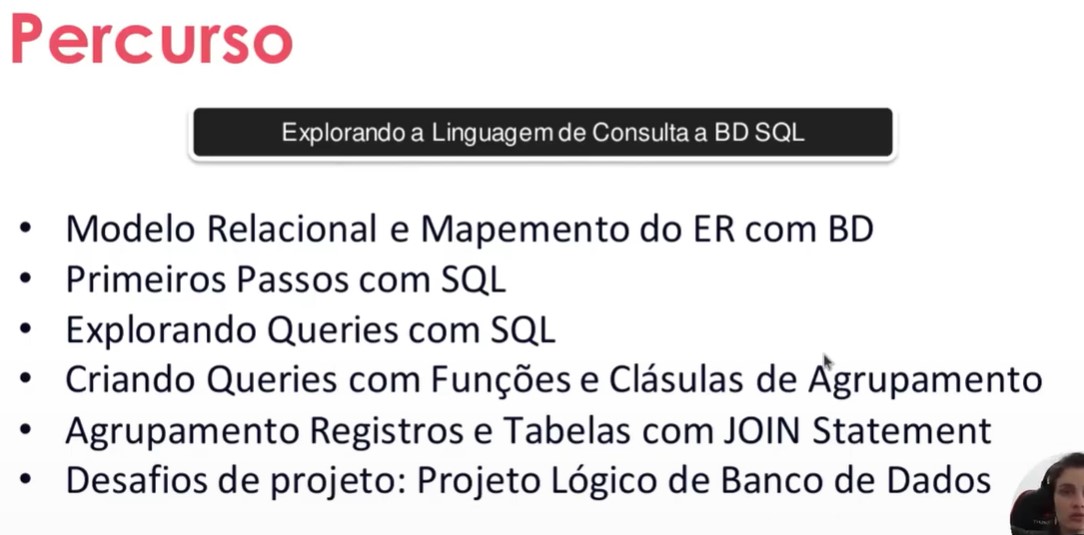 Percurso
Explorando a Linguagem de Consulta a BD SQL
• Modelo Relacional e Mapemento do ER com BD
• Primeiros Passos com SQL
• Explorando Queries com SQL
• Criando Queries com Funções e Clásulas de Agrupamento
• Agrupamento Registros e Tabelas com JOIN Statement
• Desafios de projeto: Projeto Lógico de Banco de Dados